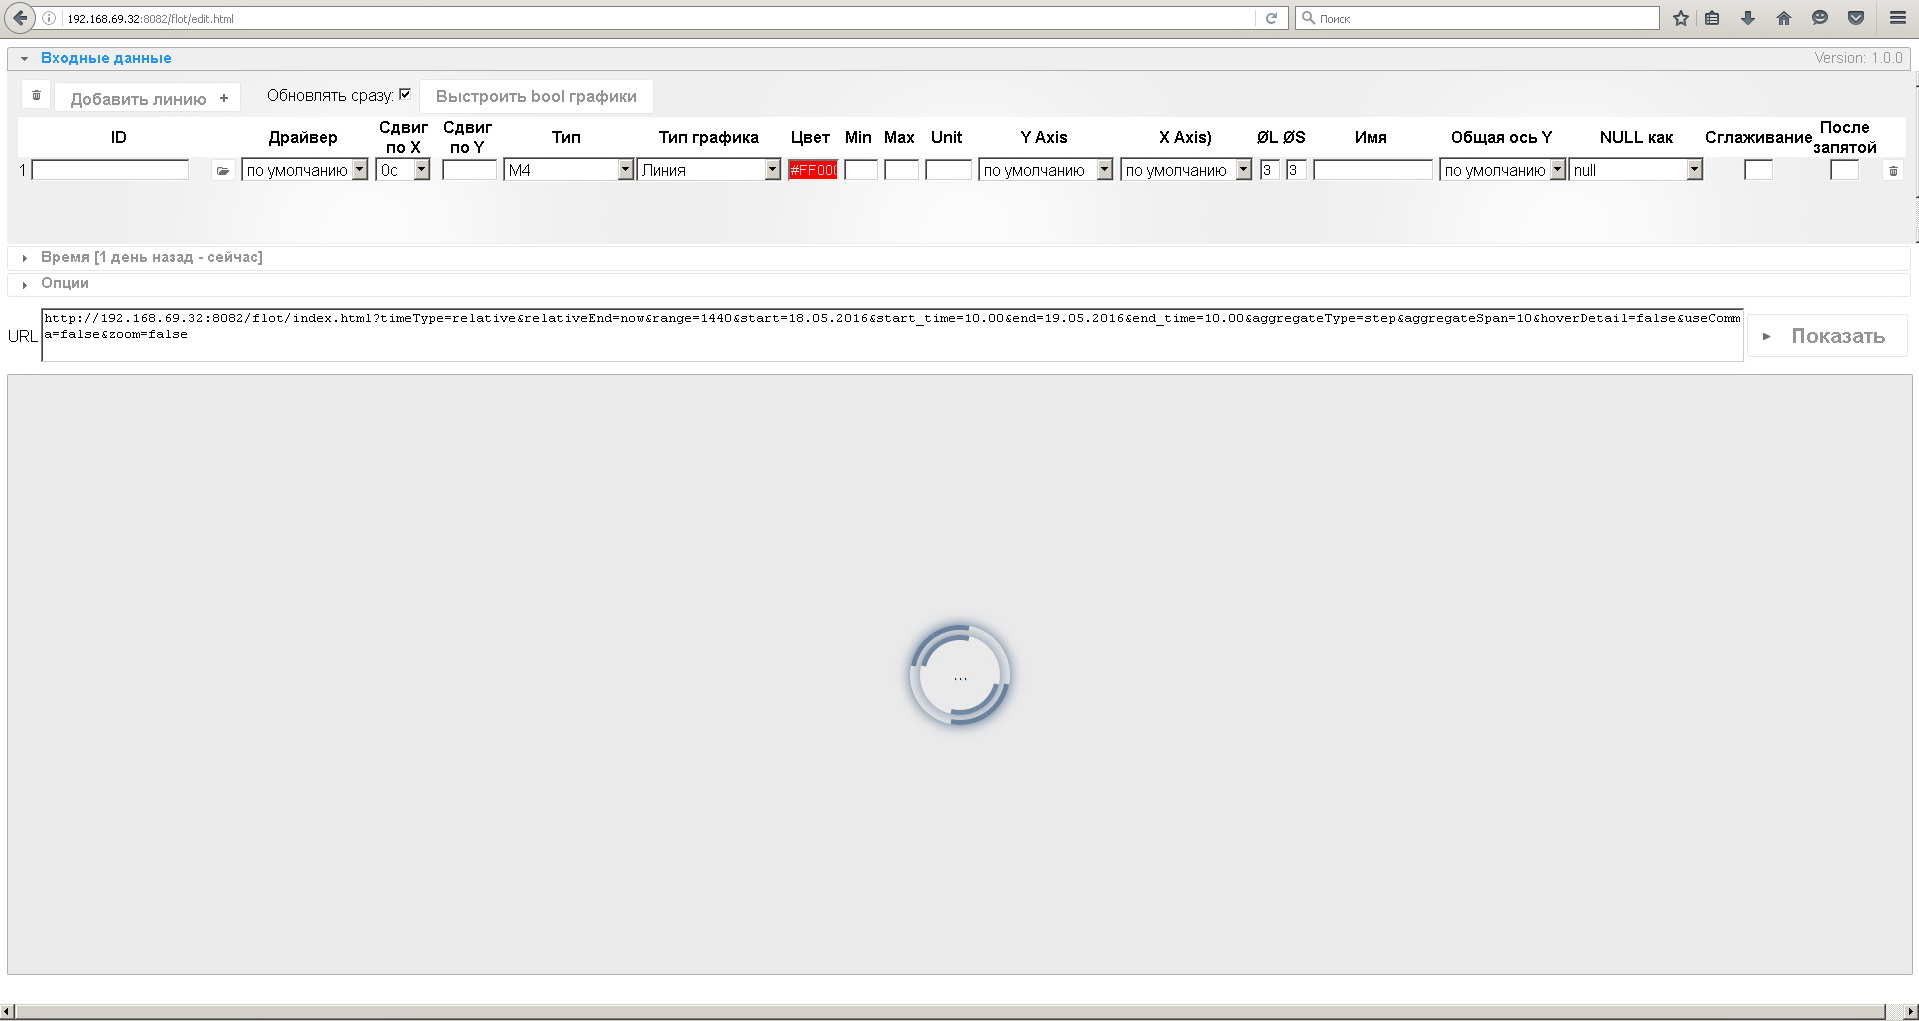 192.168.69.32:8082/flot/edit.html
Поиск
Входные данные
Version: 1.0.0
Добавить линию +
Обновлять сразу:
Выстроить bool графики
ID
Драйвер
Сдвиг по X
Сдвиг по Y
Тип
Тип графика
Цвет
Min
Max
Unit
Y Axis
X Axis)
ØL
ØS
Имя
Общая ось Y
NULL как
Сглаживание
После запятой
1
по умолчанию
0с
M4
Линия
#FF000
по умолчанию
по умолчанию
3
3
по умолчанию
null
Время [1 день назад - сейчас]
Опции
URL
http://192.168.69.32:8082/flot/index.html?timeType=relative&relativeEnd=now&range=1440&start=18.05.2016&start_time=10.00&end=19.05.2016&end_time=10.00&aggregateType=step&aggregateSpan=10&hoverDetail=false&useComm
a=false&zoom=false
Показать
...